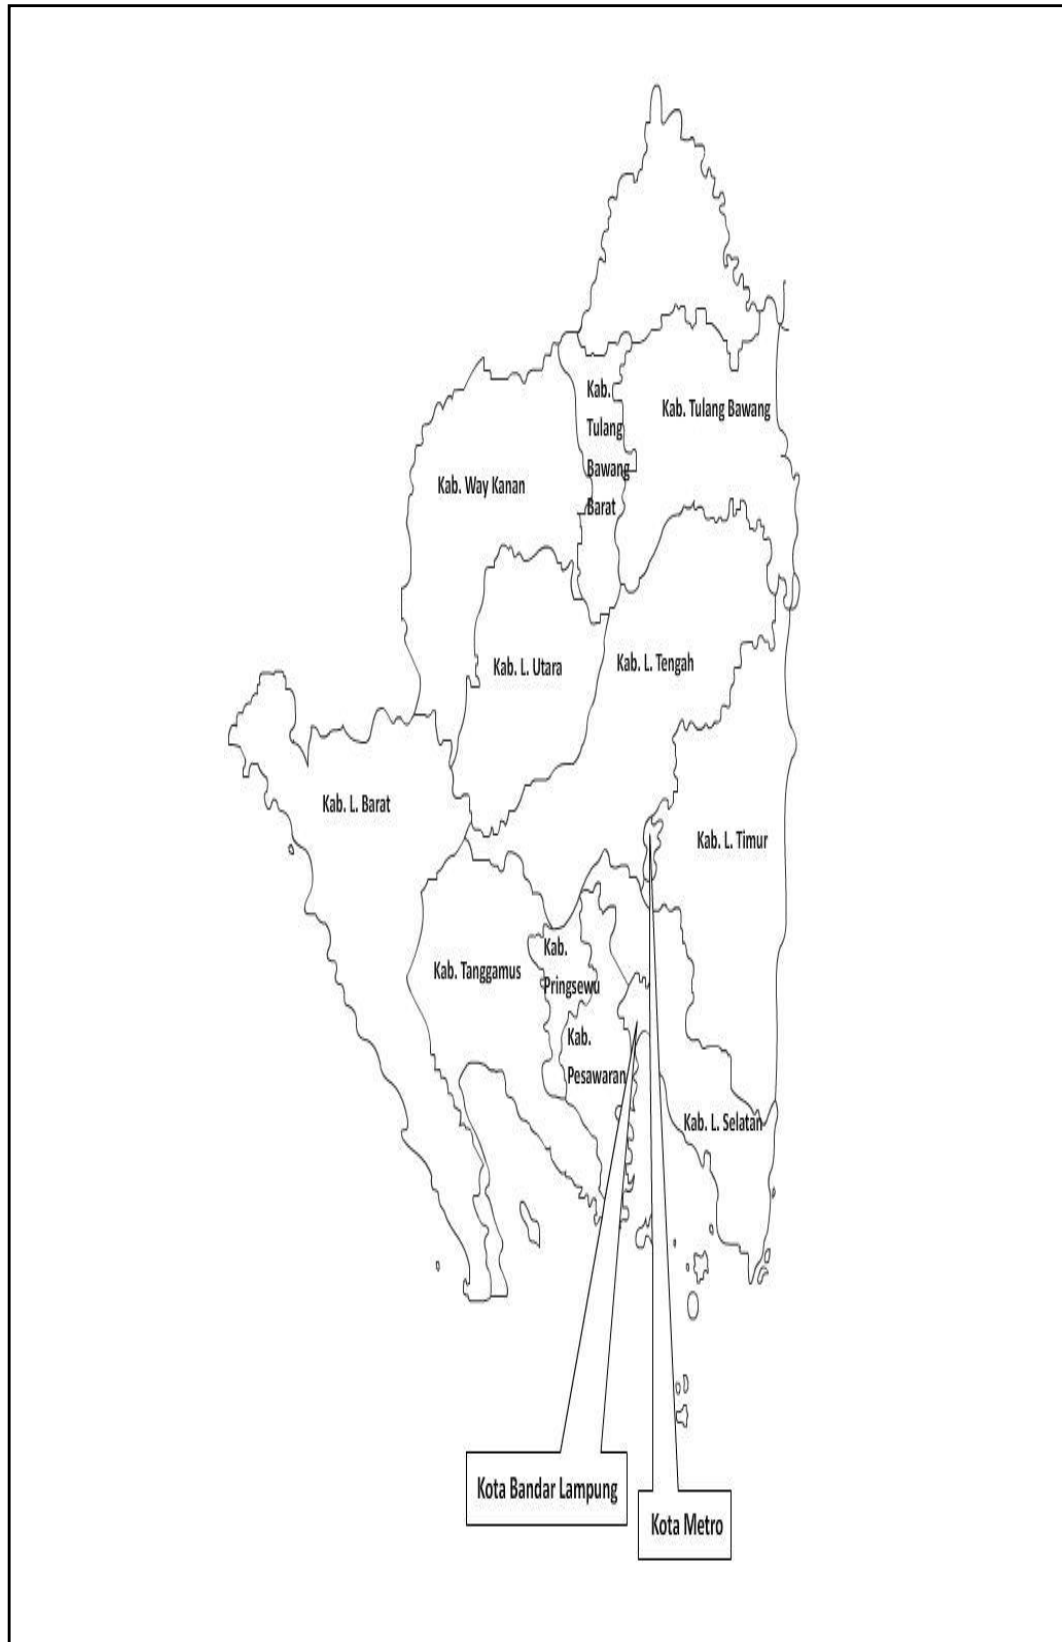 Kab.
Tulang
Bawang
Barat
Kab. Tulang Bawang
Kab. Way Kanan
Kab. L. Utara
Kab. L. Tengah
Kab. L. Barat
Kab. L. Timur
Kab. Tanggamus
Kab.
Pringsewu
Kab.
Pesawaran
Kab. L. Selatan
Kota Bandar Lampung
Kota Metro